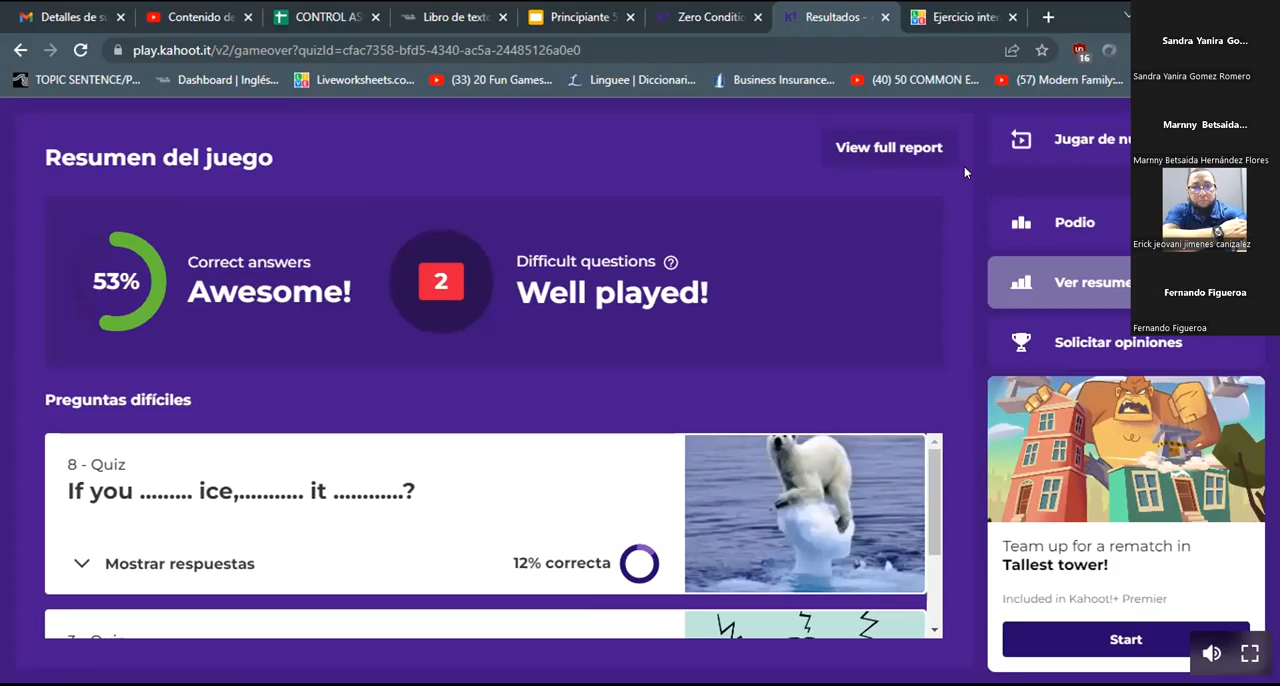 Detalles de su
Contenido de
CONTROL AS
Libro de texto
Principiante 5
Zero Conditio
Resultados -
Ejercicio inter
play.kahoot.it/v2/gameover?quizId=cfac7358-bfd5-4340-ac5a-24485126a0e0
16
TOPIC SENTENCE/P...
Dashboard | Inglés...
Liveworksheets.co...
(33) 20 Fun Games...
Linguee | Diccionari...
Business Insurance...
(40) 50 COMMON E...
(57) Modern Family:...
Sandra Yanira Go...
Sandra Yanira Gomez Romero
Marnny Betsaida...
Marnny Betsaida Hernández Flores
Erick jeovani jimenes canizalez
Fernando Figueroa
Fernando Figueroa
Resumen del juego
View full report
53%
Correct answers
Awesome!
2
Difficult questions
Well played!
Preguntas difíciles
8 - Quiz
If you ......... ice,........... it ............?
Mostrar respuestas
12% correcta
Jugar de nu
Podio
Ver resume
Solicitar opiniones
Team up for a rematch in
Tallest tower!
Included in Kahoot!+ Premier
Start